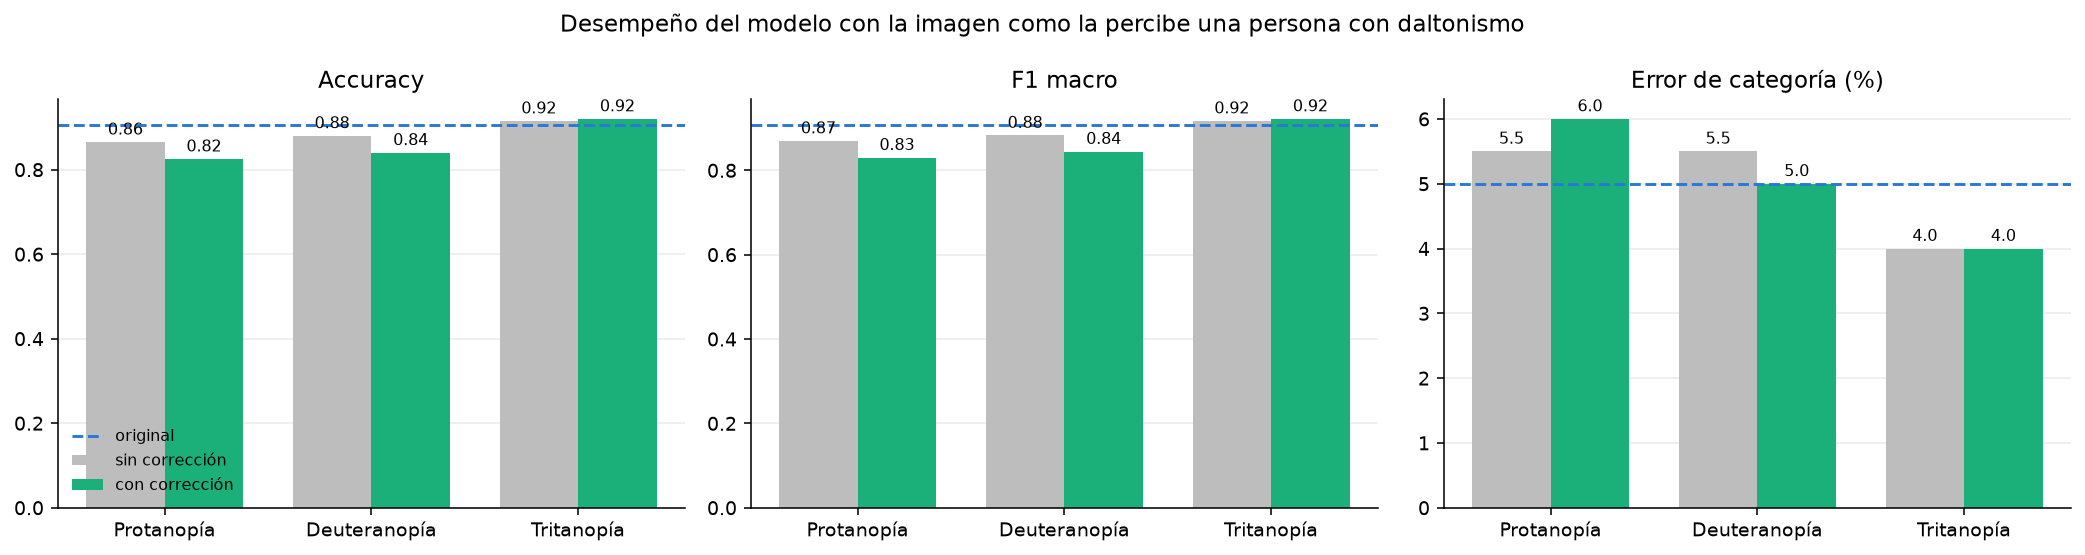 Desempeño del modelo con la imagen como la percibe una persona con daltonismo
Accuracy
0.86
0.82
0.88
0.84
0.92
0.92
0.8
0.6
0.4
0.2
0.0
original
sin corrección
con corrección
Protanopía
Deuteranopía
Tritanopía
F1 macro
0.87
0.83
0.88
0.84
0.92
0.92
0.8
0.6
0.4
0.2
0.0
Protanopía
Deuteranopía
Tritanopía
Error de categoría (%)
5.5
6.0
5.5
5.0
4.0
4.0
6
5
4
3
2
1
0
Protanopía
Deuteranopía
Tritanopía